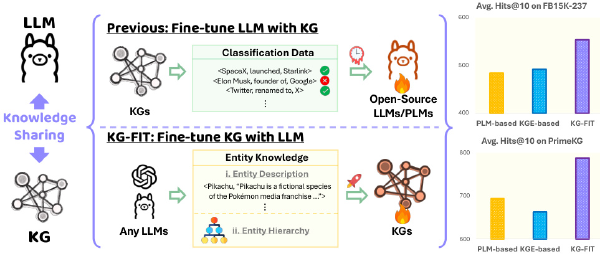 LLM
Knowledge
Sharing
KG
Previous: Fine-tune LLM with KG
KGs
Classification Data
<SpaceX, launched, Starlink>
<Elon Musk, founder of, Google>
<Twitter, renamed to, X>
⋮
Open-Source
LLMs/PLMs
KG-FIT: Fine-tune KG with LLM
Any LLMs
Entity Knowledge
i. Entity Description
<Pikachu, "Pikachu is a fictional species
of the Pokémon media franchise ...">
⋮
ii. Entity Hierarchy
KGs
Avg. Hits@10 on FB15K-237
600
500
400
PLM-based KGE-based KG-FIT
Avg. Hits@10 on PrimeKG
800
700
600
PLM-based KGE-based KG-FIT